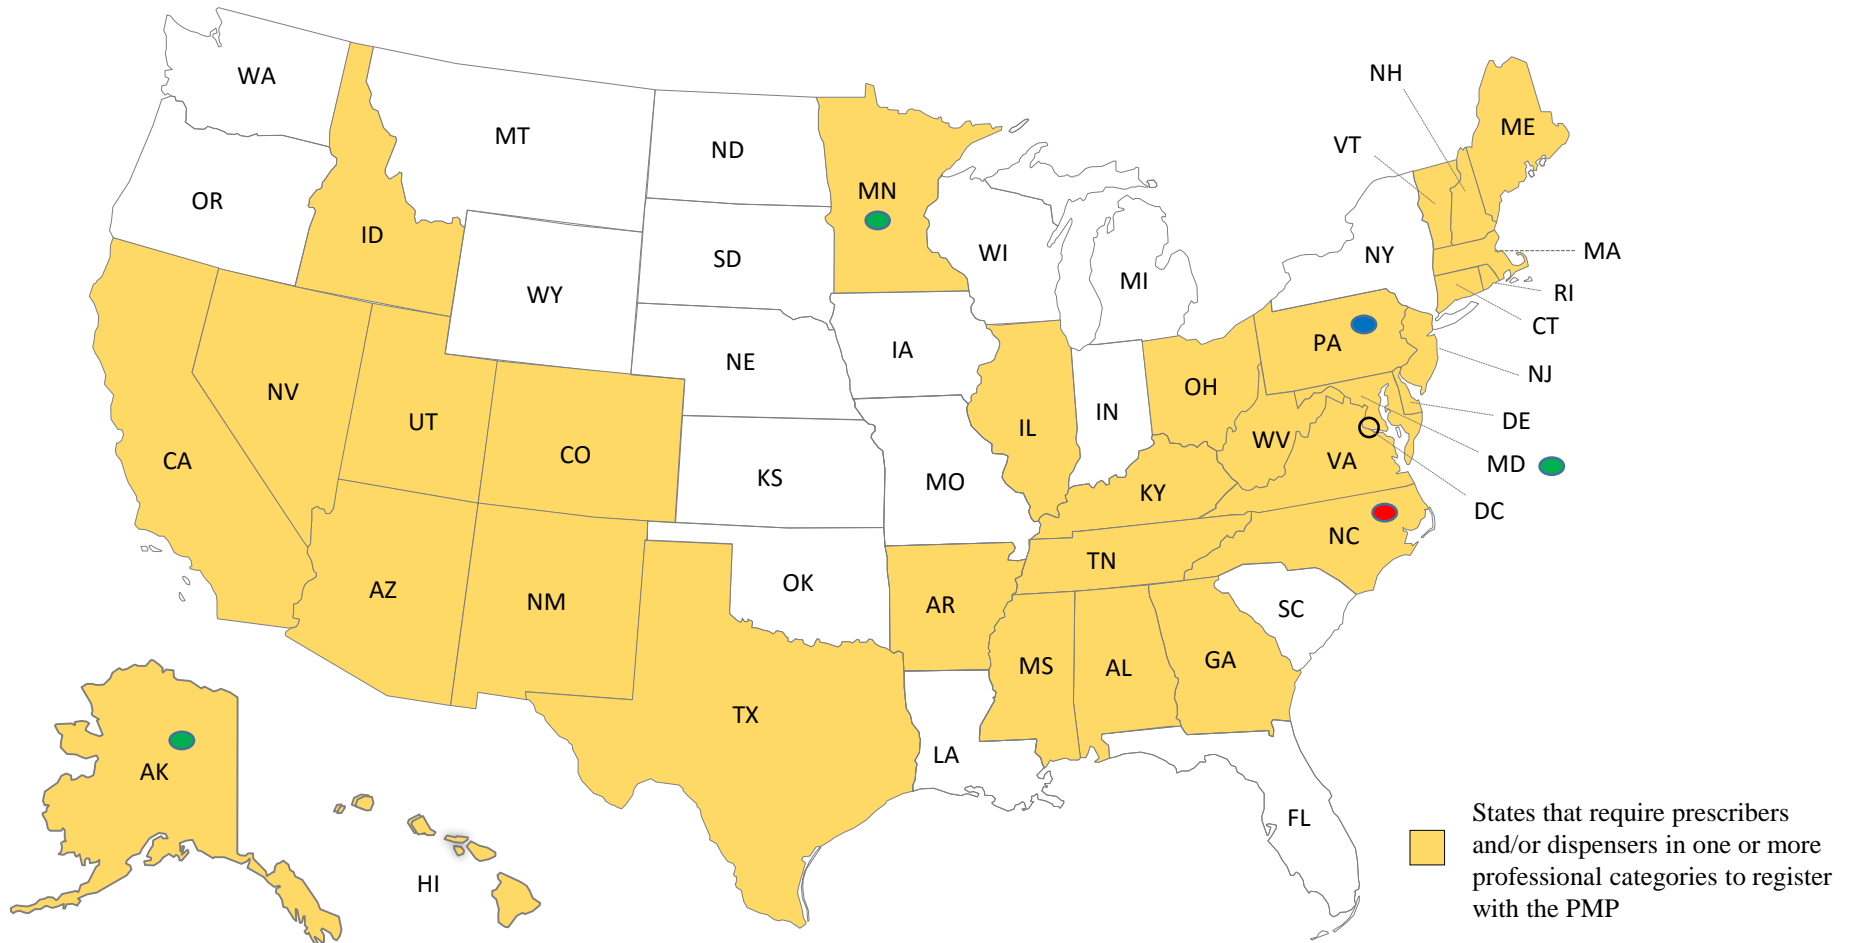 NH
WA
ME
MT
VT
ND
MN
OR
ID
MA
WI
NY
SD
MI
RI
WY
CT
PA
IA
NE
NJ
OH
NV
IN
UT
DE
IL
WV
CO
CA
VA
MD
KS
MO
KY
DC
NC
TN
OK
AZ
NM
AR
SC
GA
MS
AL
TX
LA
AK
FL
HI
States that require prescribers
and/or dispensers in one or more
professional categories to register
with the PMP